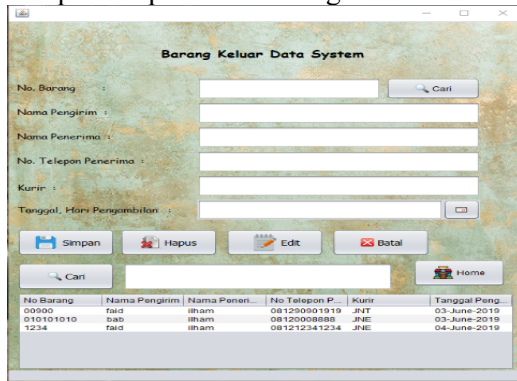 Barang Keluar Data System
No. Barang :
Cari
Nama Pengirim :
Nama Penerima :
No. Telepon Penerima :
Kurir :
Tanggal, Hari Pengambilan :
Simpan Hapus Edit Batal
Cari Home
No Barang Nama Pengirim Nama Peneri... No Telepon P... Kurir Tanggal Peng...
00900 faid ilham 081290901919 JNT 03-June-2019
010101010 bab ilham 08120008888 JNE 03-June-2019
1234 faid ilham 081212341234 JNE 04-June-2019